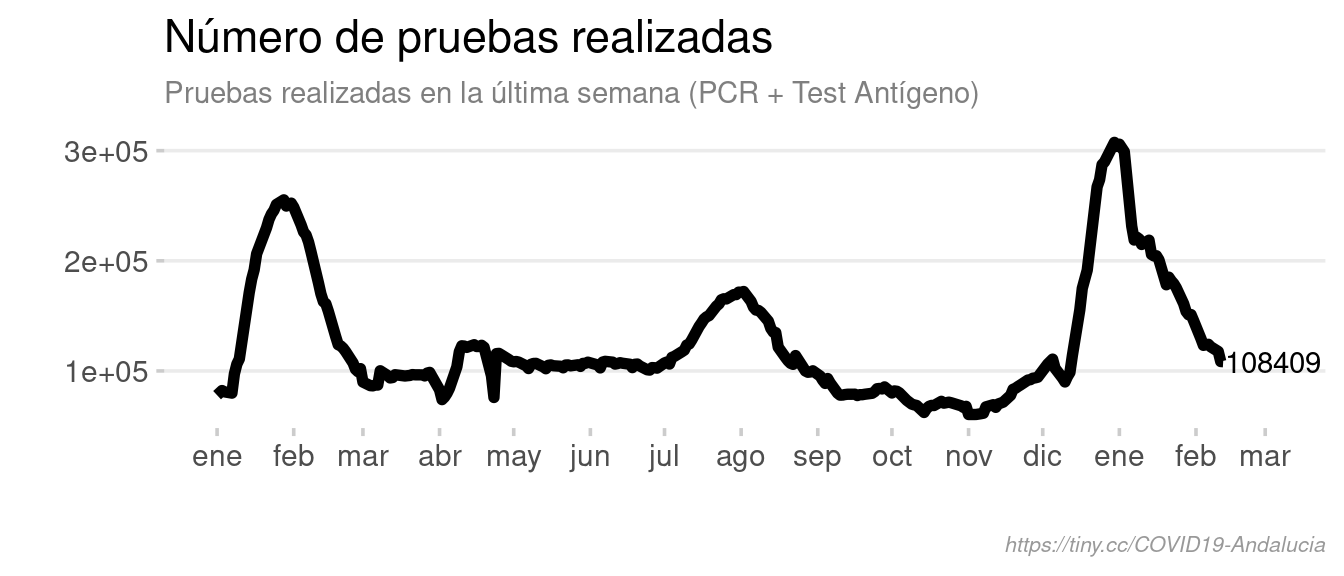 Número de pruebas realizadas
Pruebas realizadas en la última semana (PCR + Test Antígeno)
3e+05
2e+05
1e+05
108409
ene feb mar abr may jun jul ago sep oct nov dic ene feb mar
https://tiny.cc/COVID19-Andalucia